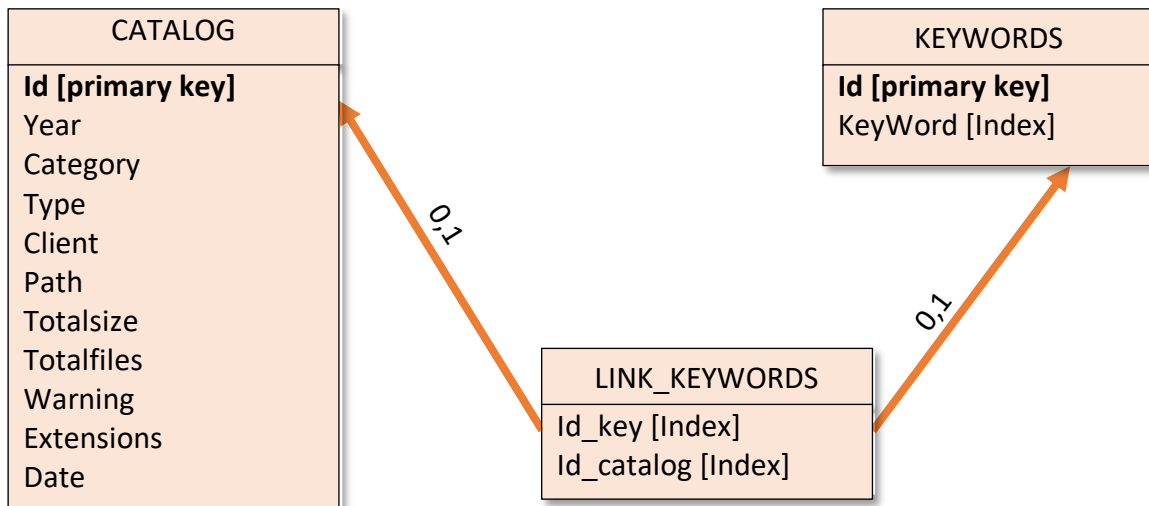 CATALOG
Id [primary key]
Year
Category
Type
Client
Path
Totalsize
Totalfiles
Warning
Extensions
Date
KEYWORDS
Id [primary key]
KeyWord [Index]
0,1
0,1
LINK_KEYWORDS
Id_key [Index]
Id_catalog [Index]